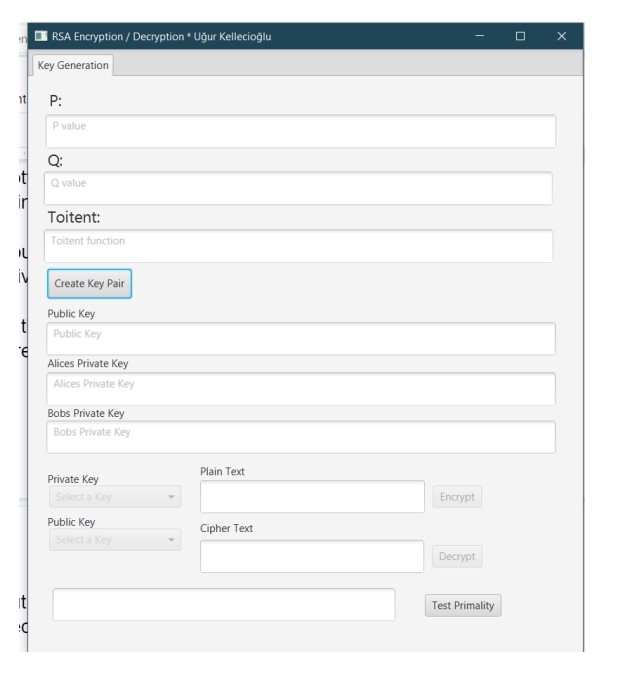 RSA Encryption / Decryption * Uğur Kellecioğlu
Key Generation
P:
P value
Q:
Q value
Toitent:
Toitent function
Create Key Pair
Public Key
Public Key
Alices Private Key
Alices Private Key
Bobs Private Key
Bobs Private Key
Private Key
Select a Key
Plain Text
Encrypt
Public Key
Select a Key
Cipher Text
Decrypt
Test Primality